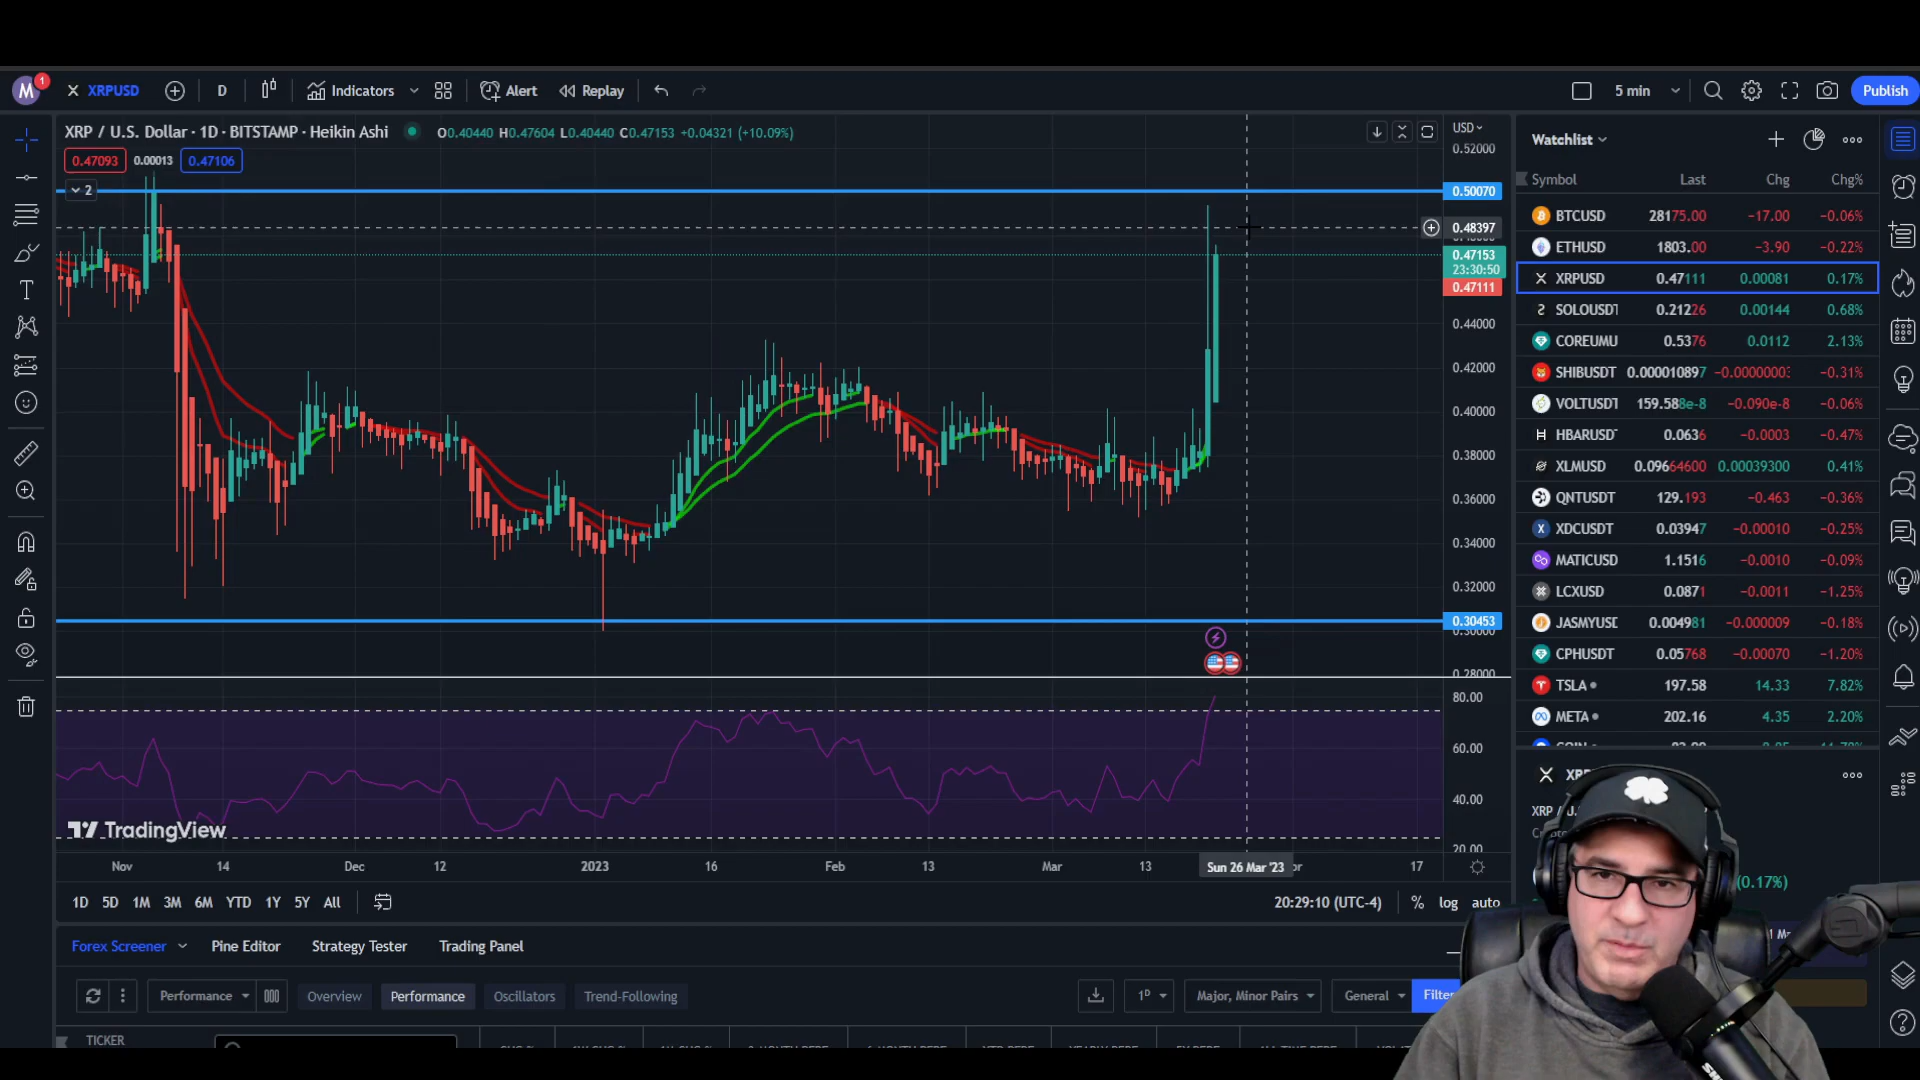 M 1 XRPUSD D Indicators Alert Replay 5 min Publish
XRP / U.S. Dollar · 1D · BITSTAMP · Heikin Ashi O0.40440 H0.47604 L0.40440 C0.47153 +0.04321 (+10.09%)
0.47093 0.00013 0.47106
2
USD
0.52000
0.50070
0.48397
0.47153
23:30:50
0.47111
0.44000
0.42000
0.40000
0.38000
0.36000
0.34000
0.32000
0.30453
0.30000
0.28000
80.00
60.00
40.00
20.00
TradingView
Nov 14 Dec 12 2023 16 Feb 13 Mar 13 Sun 26 Mar '23 17
1D 5D 1M 3M 6M YTD 1Y 5Y All 20:29:10 (UTC-4) % log auto
Forex Screener Pine Editor Strategy Tester Trading Panel
Performance Overview Performance Oscillators Trend-Following 1D Major, Minor Pairs General
TICKER
Watchlist
Symbol Last Chg Chg%
BTCUSD 28175.00 −17.00 −0.06%
ETHUSD 1803.00 −3.90 −0.22%
XRPUSD 0.47111 0.00081 0.17%
SOLOUSDT 0.21226 0.00144 0.68%
COREUMU 0.5376 0.0112 2.13%
SHIBUSDT 0.000010897 −0.00000003 −0.31%
VOLTUSDT 159.588e-8 −0.090e-8 −0.06%
HBARUSD 0.0636 −0.0003 −0.47%
XLMUSD 0.09664600 0.00039300 0.41%
QNTUSDT 129.193 −0.463 −0.36%
XDCUSDT 0.03947 −0.00010 −0.25%
MATICUSD 1.1516 −0.0010 −0.09%
LCXUSD 0.0871 −0.0011 −1.25%
JASMYUSD 0.004981 −0.000009 −0.18%
CPHUSDT 0.05768 −0.00070 −1.20%
TSLA 197.58 14.33 7.82%
META 202.16 4.35 2.20%
(0.17%)